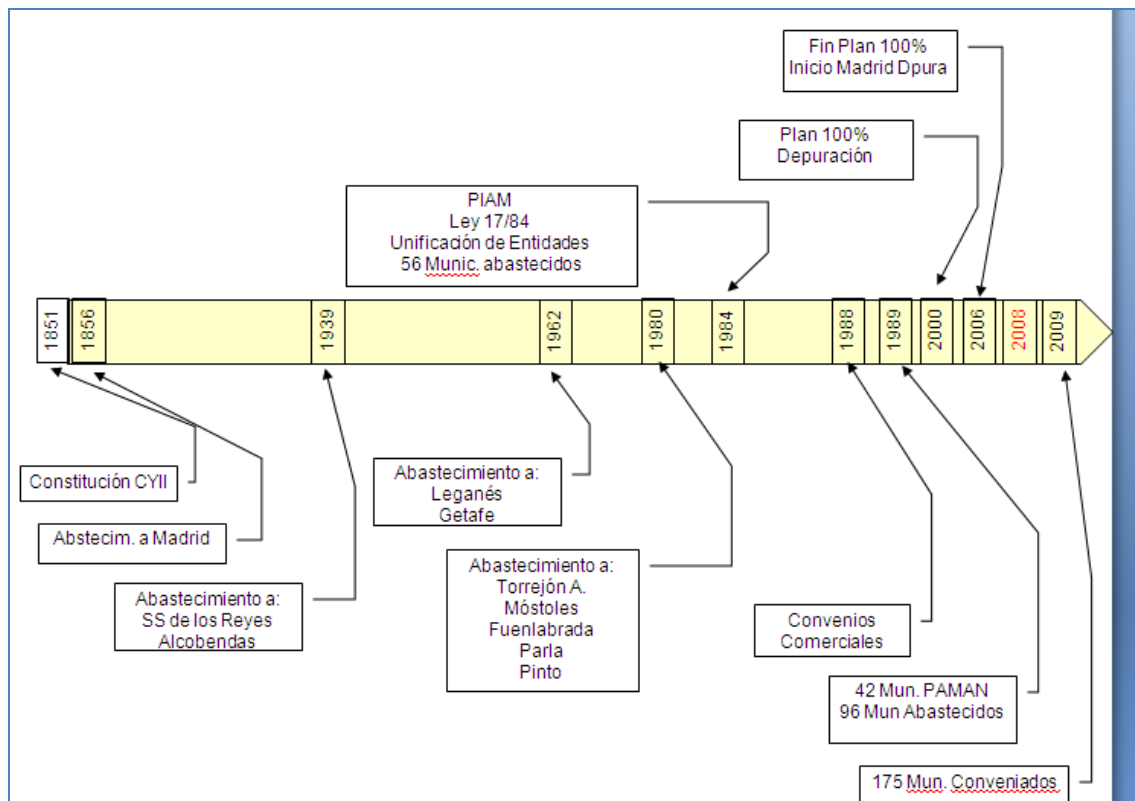 Fin Plan 100%
Inicio Madrid Dpura
Plan 100%
Depuración
PIAM
Ley 17/84
Unificación de Entidades
56 Munic. abastecidos
1851
1856
1939
1962
1980
1984
1988
1989
2000
2006
2008
2009
Constitución CYII
Abstecim. a Madrid
Abastecimiento a:
SS de los Reyes
Alcobendas
Abastecimiento a:
Leganés
Getafe
Abastecimiento a:
Torrejón A.
Móstoles
Fuenlabrada
Parla
Pinto
Convenios
Comerciales
42 Mun. PAMAN
96 Mun Abastecidos
175 Mun. Conveniados